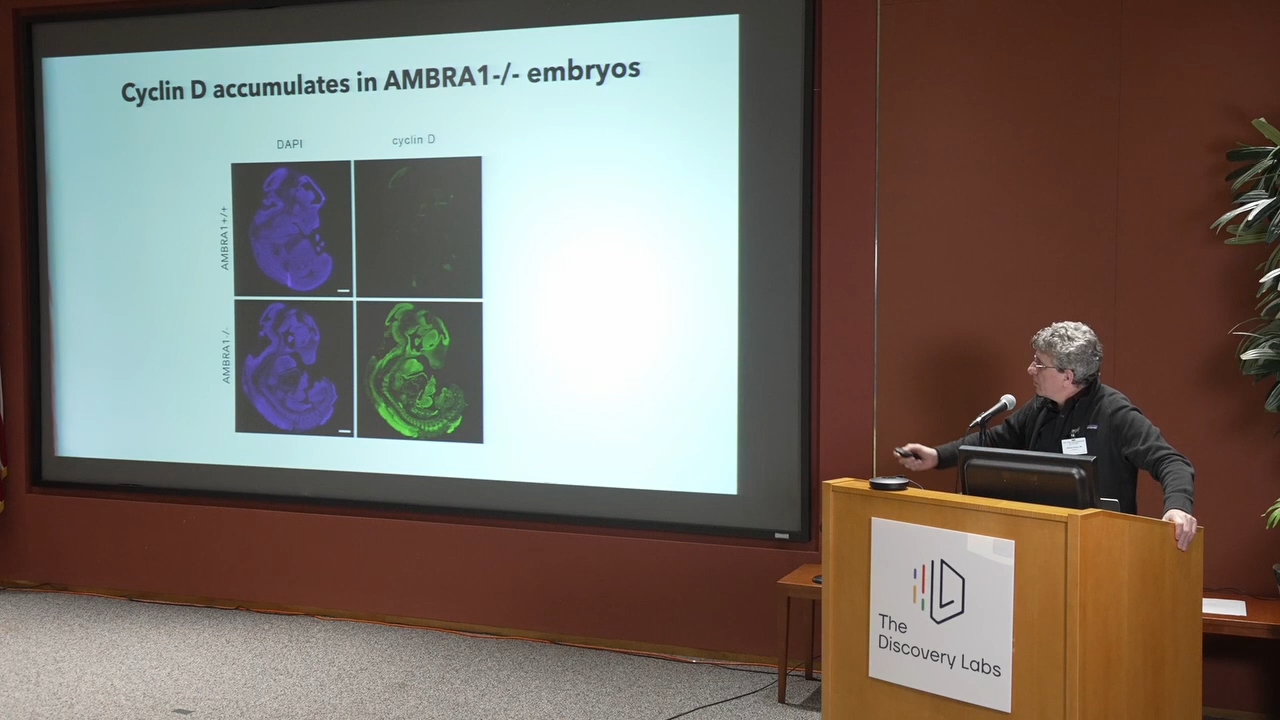 Cyclin D accumulates in AMBRA1-/- embryos
DAPI
cyclin D
AMBRA1+/+
AMBRA1-/-
The
Discovery Labs